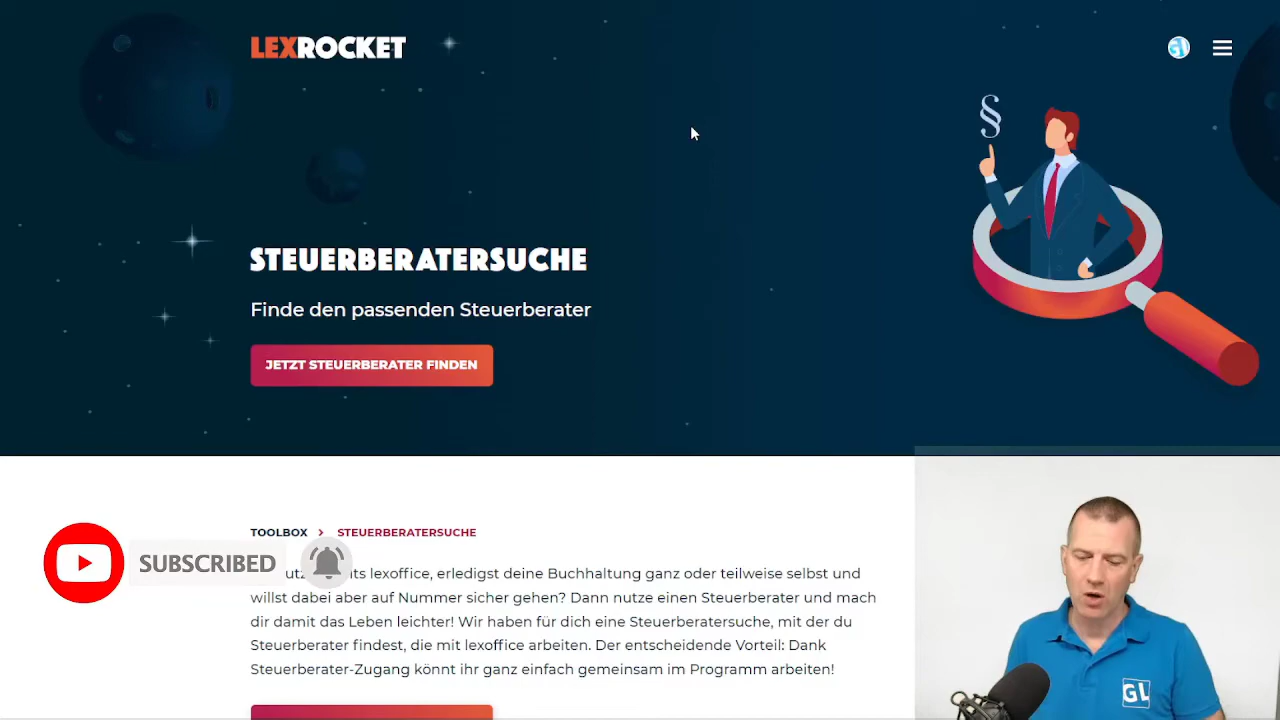 LEXROCKET
GL
§
STEUERBERATERSUCHE
Finde den passenden Steuerberater
JETZT STEUERBERATER FINDEN
TOOLBOX > STEUERBERATERSUCHE
SUBSCRIBED
lexoffice, erledigst deine Buchhaltung ganz oder teilweise selbst und
willst dabei aber auf Nummer sicher gehen? Dann nutze einen Steuerberater und mach
dir damit das Leben leichter! Wir haben für dich eine Steuerberatersuche, mit der du
Steuerberater findest, die mit lexoffice arbeiten. Der entscheidende Vorteil: Dank
Steuerberater-Zugang könnt ihr ganz einfach gemeinsam im Programm arbeiten!
GL